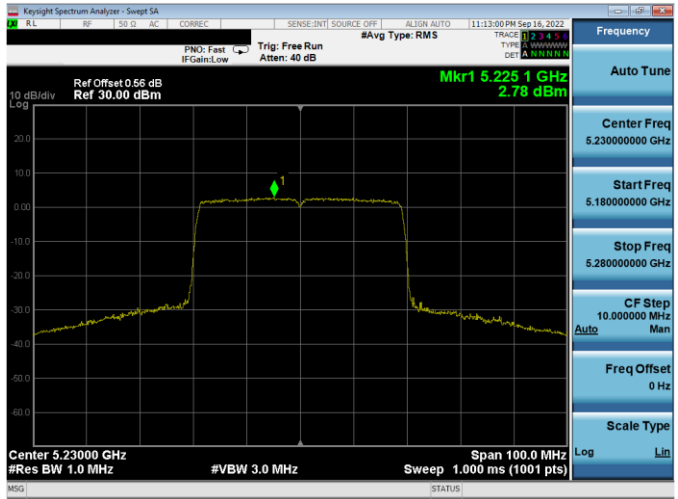 Keysight Spectrum Analyzer - Swept SA
RL RF 50 Ω AC CORREC SENSE:INT SOURCE OFF ALIGN AUTO 11:13:00 PM Sep 16, 2022
#Avg Type: RMS
TRACE 1 2 3 4 5 6
TYPE A WWWWW
DET A N N N N N
PNO: Fast
IFGain:Low
Trig: Free Run
Atten: 40 dB
Mkr1 5.225 1 GHz
2.78 dBm
Ref Offset 0.56 dB
Ref 30.00 dBm
10 dB/div
Log
20.0
10.0
0.00
-10.0
-20.0
-30.0
-40.0
-50.0
-60.0
1
Center 5.23000 GHz
Span 100.0 MHz
#Res BW 1.0 MHz
#VBW 3.0 MHz
Sweep 1.000 ms (1001 pts)
MSG
STATUS
Frequency
Auto Tune
Center Freq
5.230000000 GHz
Start Freq
5.180000000 GHz
Stop Freq
5.280000000 GHz
CF Step
10.000000 MHz
Auto Man
Freq Offset
0 Hz
Scale Type
Log Lin